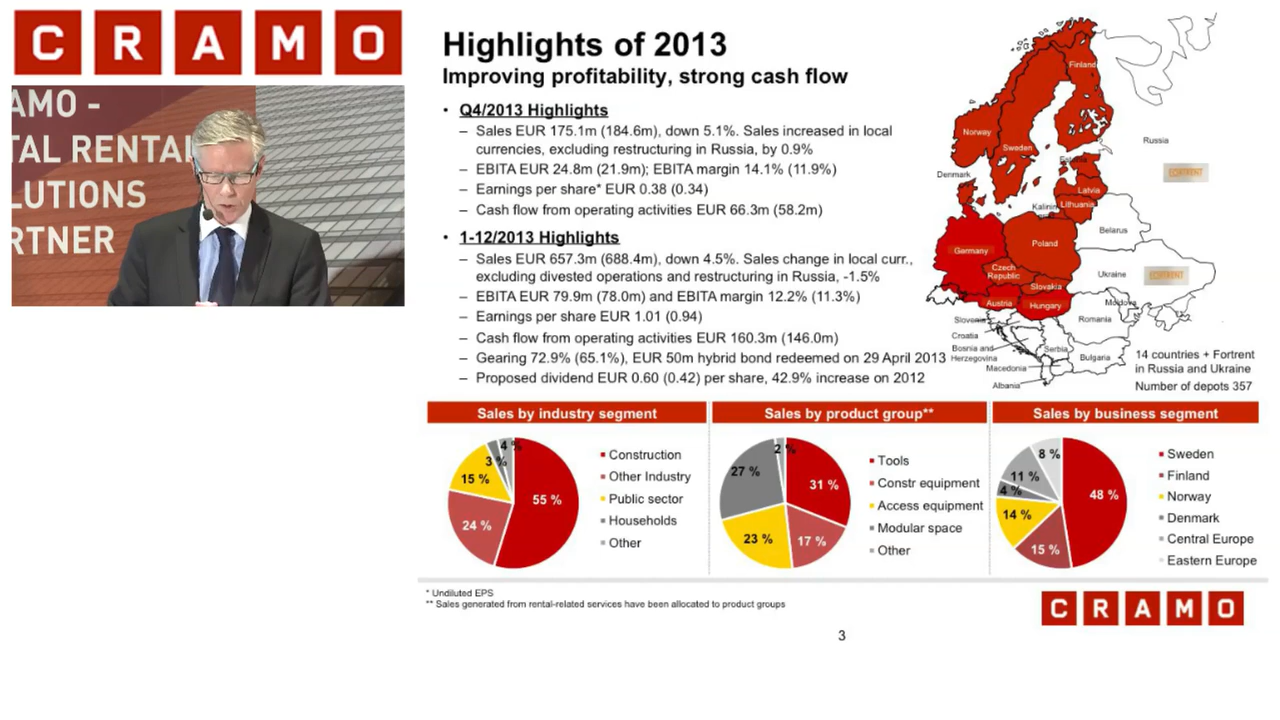 CRAMO
AMO -
TAL RENTAL
LUTIONS
RTNER
Highlights of 2013
Improving profitability, strong cash flow
• Q4/2013 Highlights
– Sales EUR 175.1m (184.6m), down 5.1%. Sales increased in local
currencies, excluding restructuring in Russia, by 0.9%
– EBITA EUR 24.8m (21.9m); EBITA margin 14.1% (11.9%)
– Earnings per share* EUR 0.38 (0.34)
– Cash flow from operating activities EUR 66.3m (58.2m)
• 1-12/2013 Highlights
– Sales EUR 657.3m (688.4m), down 4.5%. Sales change in local curr.,
excluding divested operations and restructuring in Russia, -1.5%
– EBITA EUR 79.9m (78.0m) and EBITA margin 12.2% (11.3%)
– Earnings per share EUR 1.01 (0.94)
– Cash flow from operating activities EUR 160.3m (146.0m)
– Gearing 72.9% (65.1%), EUR 50m hybrid bond redeemed on 29 April 2013
– Proposed dividend EUR 0.60 (0.42) per share, 42.9% increase on 2012
Finland
Norway
Sweden
Russia
Estonia
Denmark
Latvia
Lithuania
Kalinin
Belarus
Germany
Poland
Czech
Republic
Ukraine
Slovakia
Austria
Hungary
Moldova
Slovenia
Romania
Croatia
Bosnia and
Herzegovina
Serbia
Bulgaria
Macedonia
Albania
14 countries + Fortrent
in Russia and Ukraine
Number of depots 357
Sales by industry segment
4 %
3 %
15 %
55 %
24 %
Construction
Other Industry
Public sector
Households
Other
Sales by product group**
2 %
27 %
31 %
23 %
17 %
Tools
Constr equipment
Access equipment
Modular space
Other
Sales by business segment
8 %
11 %
4 %
48 %
14 %
15 %
Sweden
Finland
Norway
Denmark
Central Europe
Eastern Europe
* Undiluted EPS
** Sales generated from rental-related services have been allocated to product groups
CRAMO
3